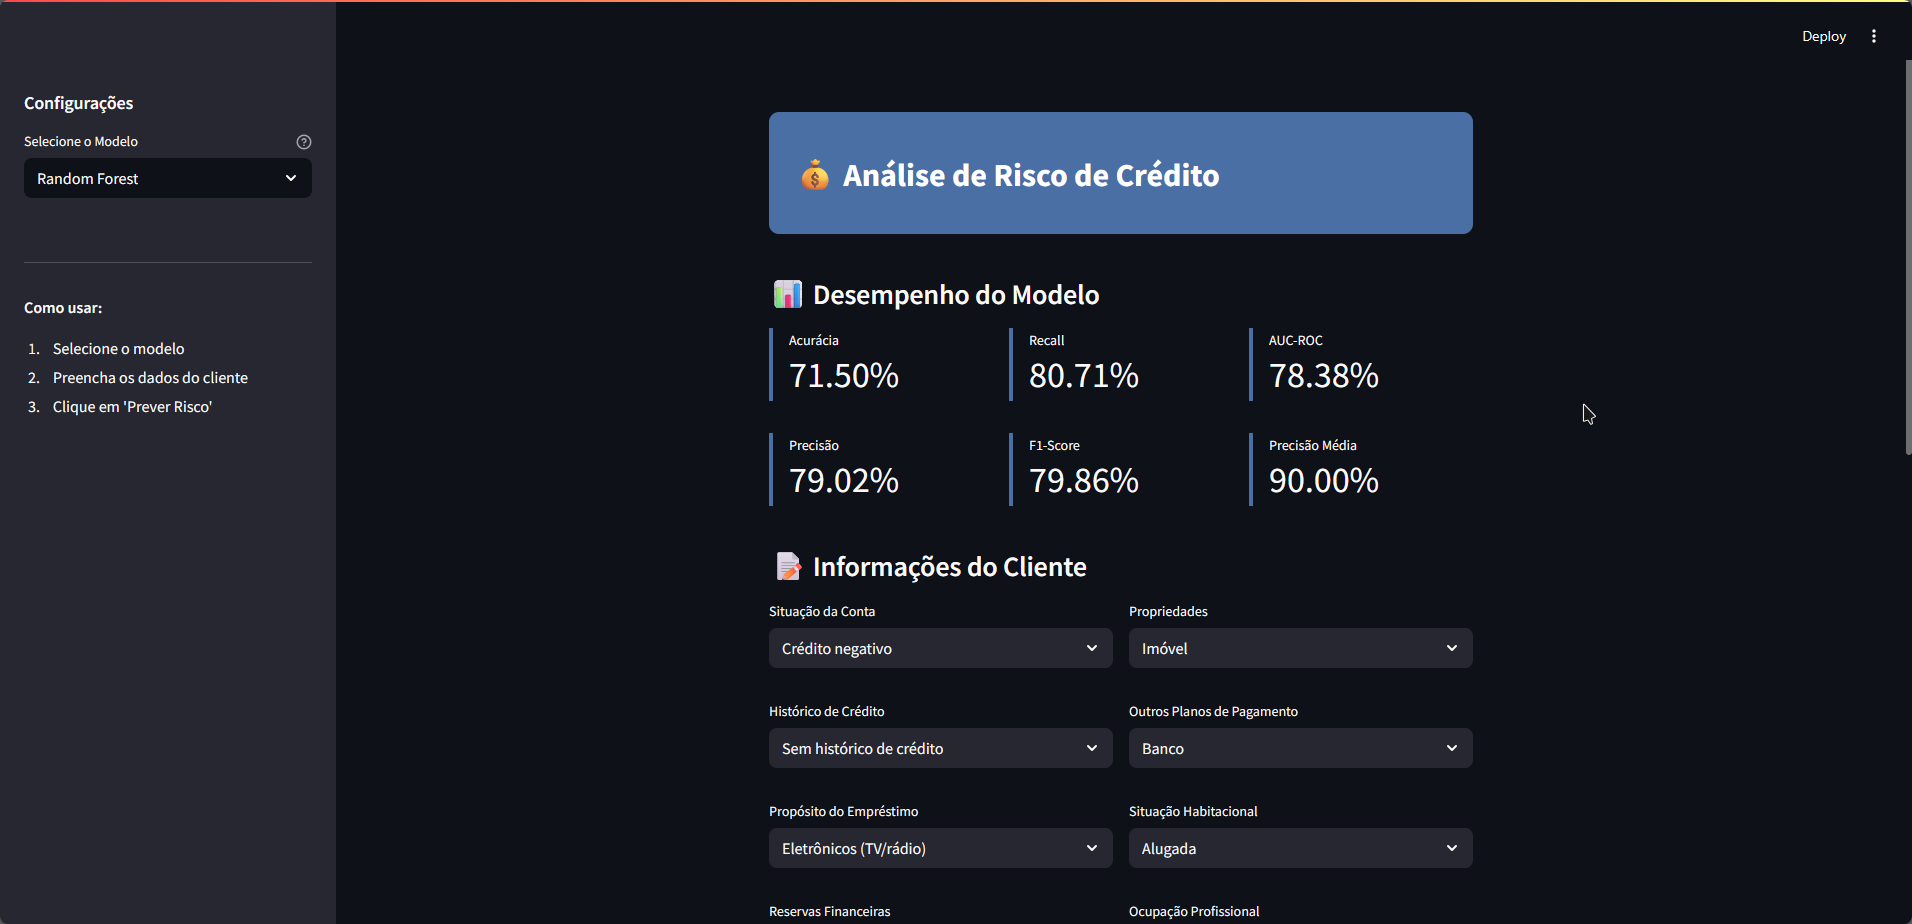 Deploy
Configurações
Selecione o Modelo
Random Forest
Como usar:
1. Selecione o modelo
2. Preencha os dados do cliente
3. Clique em 'Prever Risco'
Análise de Risco de Crédito
Desempenho do Modelo
Acurácia
71.50%
Recall
80.71%
AUC-ROC
78.38%
Precisão
79.02%
F1-Score
79.86%
Precisão Média
90.00%
Informações do Cliente
Situação da Conta
Crédito negativo
Propriedades
Imóvel
Histórico de Crédito
Sem histórico de crédito
Outros Planos de Pagamento
Banco
Propósito do Empréstimo
Eletrônicos (TV/rádio)
Situação Habitacional
Alugada
Reservas Financeiras
Ocupação Profissional